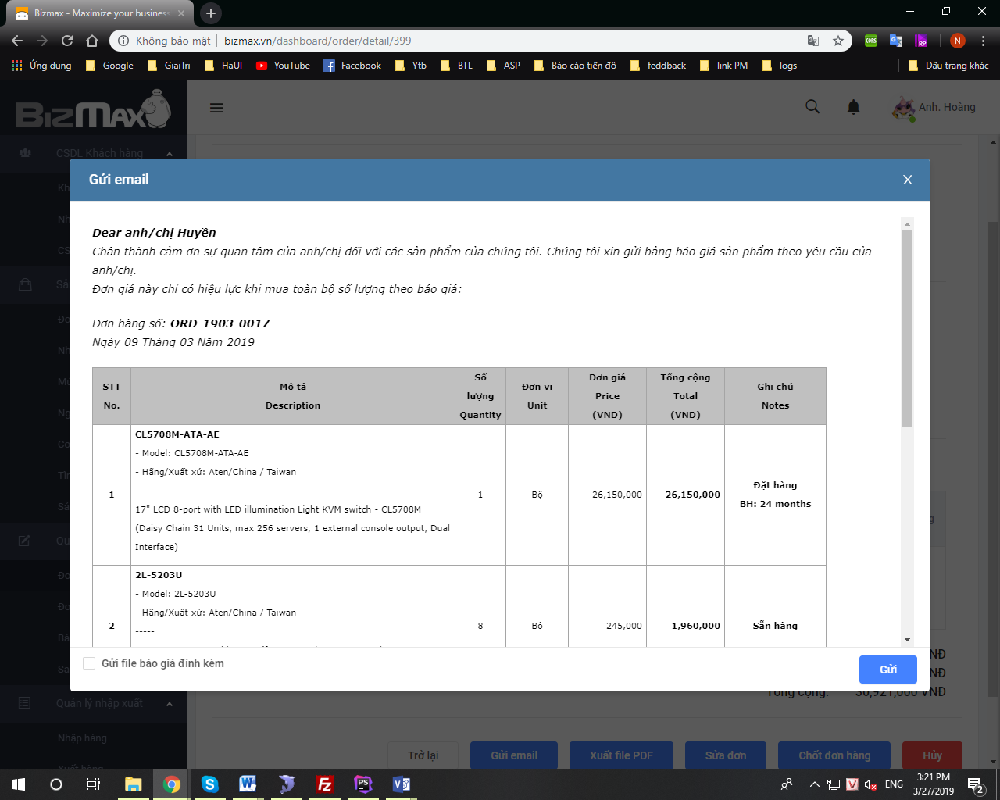 Bizmax - Maximize your business
Không bảo mật
bizmax.vn/dashboard/order/detail/399
CORS
RP
N
Ứng dụng
Google
GiaiTri
HaUI
YouTube
Facebook
Ytb
BTL
ASP
Báo cáo tiến độ
feddback
link PM
logs
Dấu trang khác
BizMax
Anh. Hoàng
CSDL Khách hàng
Gửi email
X
Dear anh/chị Huyền
Chân thành cảm ơn sự quan tâm của anh/chị đối với các sản phẩm của chúng tôi. Chúng tôi xin gửi bảng báo giá sản phẩm theo yêu cầu của
anh/chị.
Đơn giá này chỉ có hiệu lực khi mua toàn bộ số lượng theo báo giá:
Đơn hàng số: ORD-1903-0017
Ngày 09 Tháng 03 Năm 2019
STT
No.
Mô tả
Description
Số
lượng
Quantity
Đơn vị
Unit
Đơn giá
Price
(VND)
Tổng cộng
Total
(VND)
Ghi chú
Notes
1
CL5708M-ATA-AE
- Model: CL5708M-ATA-AE
- Hãng/Xuất xứ: Aten/China / Taiwan
-----
17" LCD 8-port with LED illumination Light KVM switch - CL5708M
(Daisy Chain 31 Units, max 256 servers, 1 external console output, Dual
Interface)
1
Bộ
26,150,000
26,150,000
Đặt hàng
BH: 24 months
2
2L-5203U
- Model: 2L-5203U
- Hãng/Xuất xứ: Aten/China / Taiwan
-----
8
Bộ
245,000
1,960,000
Sẵn hàng
Gửi file báo giá đính kèm
Gửi
Tổng cộng: 30,921,000 VNĐ
Quản lý nhập xuất
Nhập hàng
Xuất hàng
Trở lại
Gửi email
Xuất file PDF
Sửa đơn
Chốt đơn hàng
Hủy
ENG
3:21 PM
3/27/2019
2